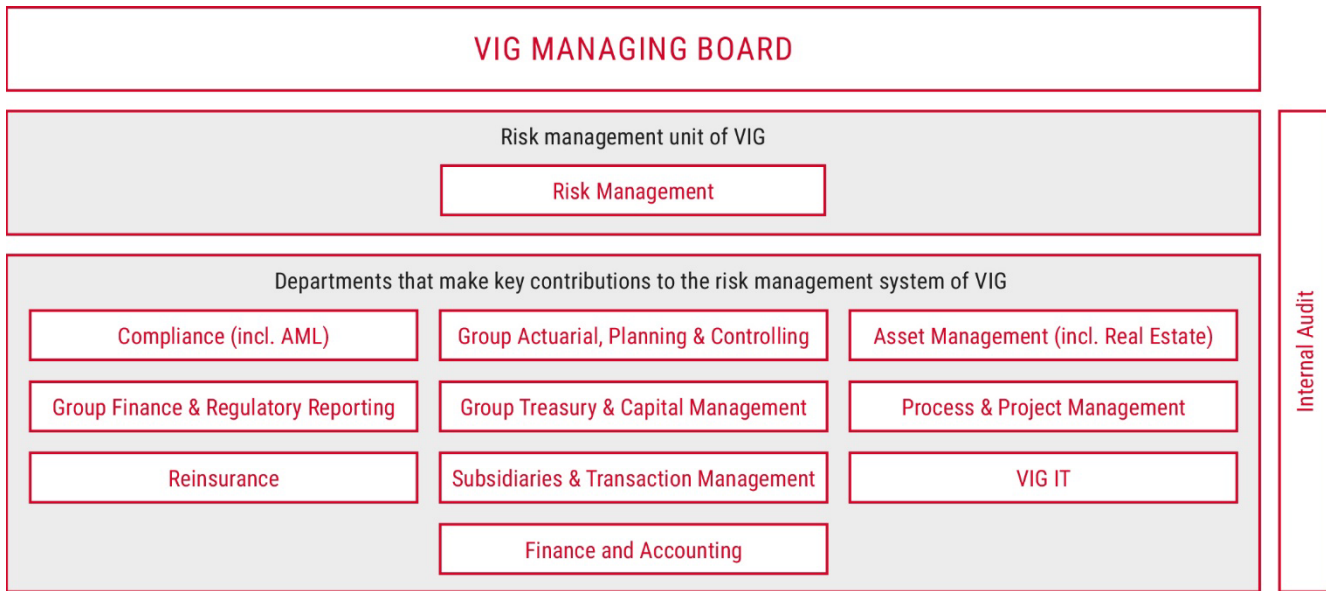 VIG MANAGING BOARD
Risk management unit of VIG
Risk Management
Departments that make key contributions to the risk management system of VIG
Compliance (incl. AML)
Group Actuarial, Planning & Controlling
Asset Management (incl. Real Estate)
Group Finance & Regulatory Reporting
Group Treasury & Capital Management
Process & Project Management
Reinsurance
Subsidiaries & Transaction Management
VIG IT
Finance and Accounting
Internal Audit